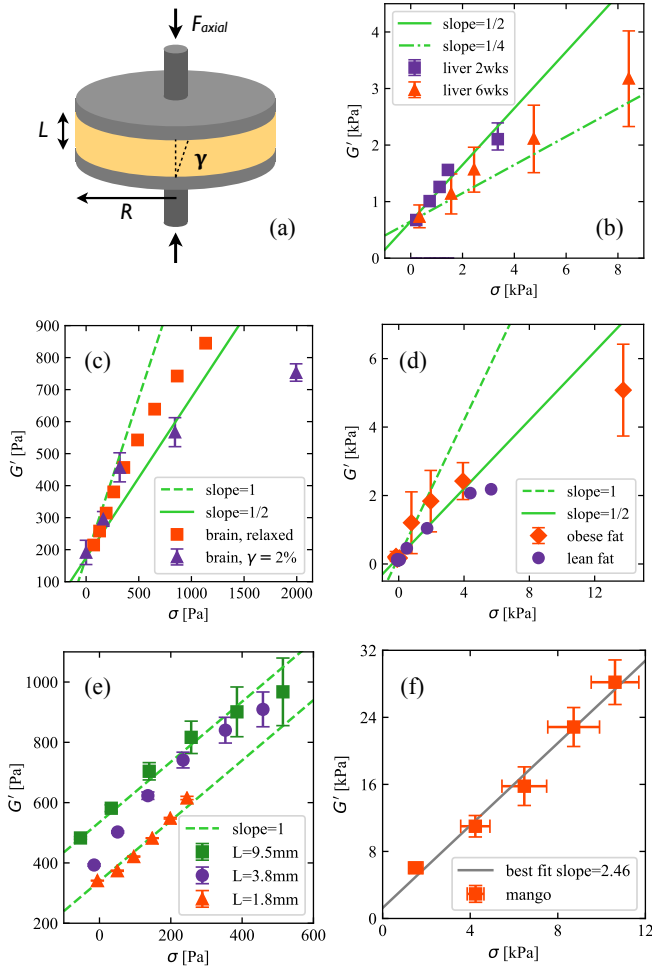 F_axial
L
γ
R
(a)
slope=1/2
slope=1/4
liver 2wks
liver 6wks
4
3
2
1
0
G′ [kPa]
0 2 4 6 8
σ [kPa]
(b)
(c)
900
800
700
600
500
400
300
200
100
G′ [Pa]
slope=1
slope=1/2
brain, relaxed
brain, γ = 2%
0 500 1000 1500 2000
σ [Pa]
(d)
6
4
2
0
G′ [kPa]
slope=1
slope=1/2
obese fat
lean fat
0 4 8 12
σ [kPa]
(e)
1000
800
600
400
200
G′ [Pa]
slope=1
L=9.5mm
L=3.8mm
L=1.8mm
0 200 400 600
σ [Pa]
(f)
32
24
16
8
0
G′ [kPa]
best fit slope=2.46
mango
0 2 4 6 8 10 12
σ [kPa]